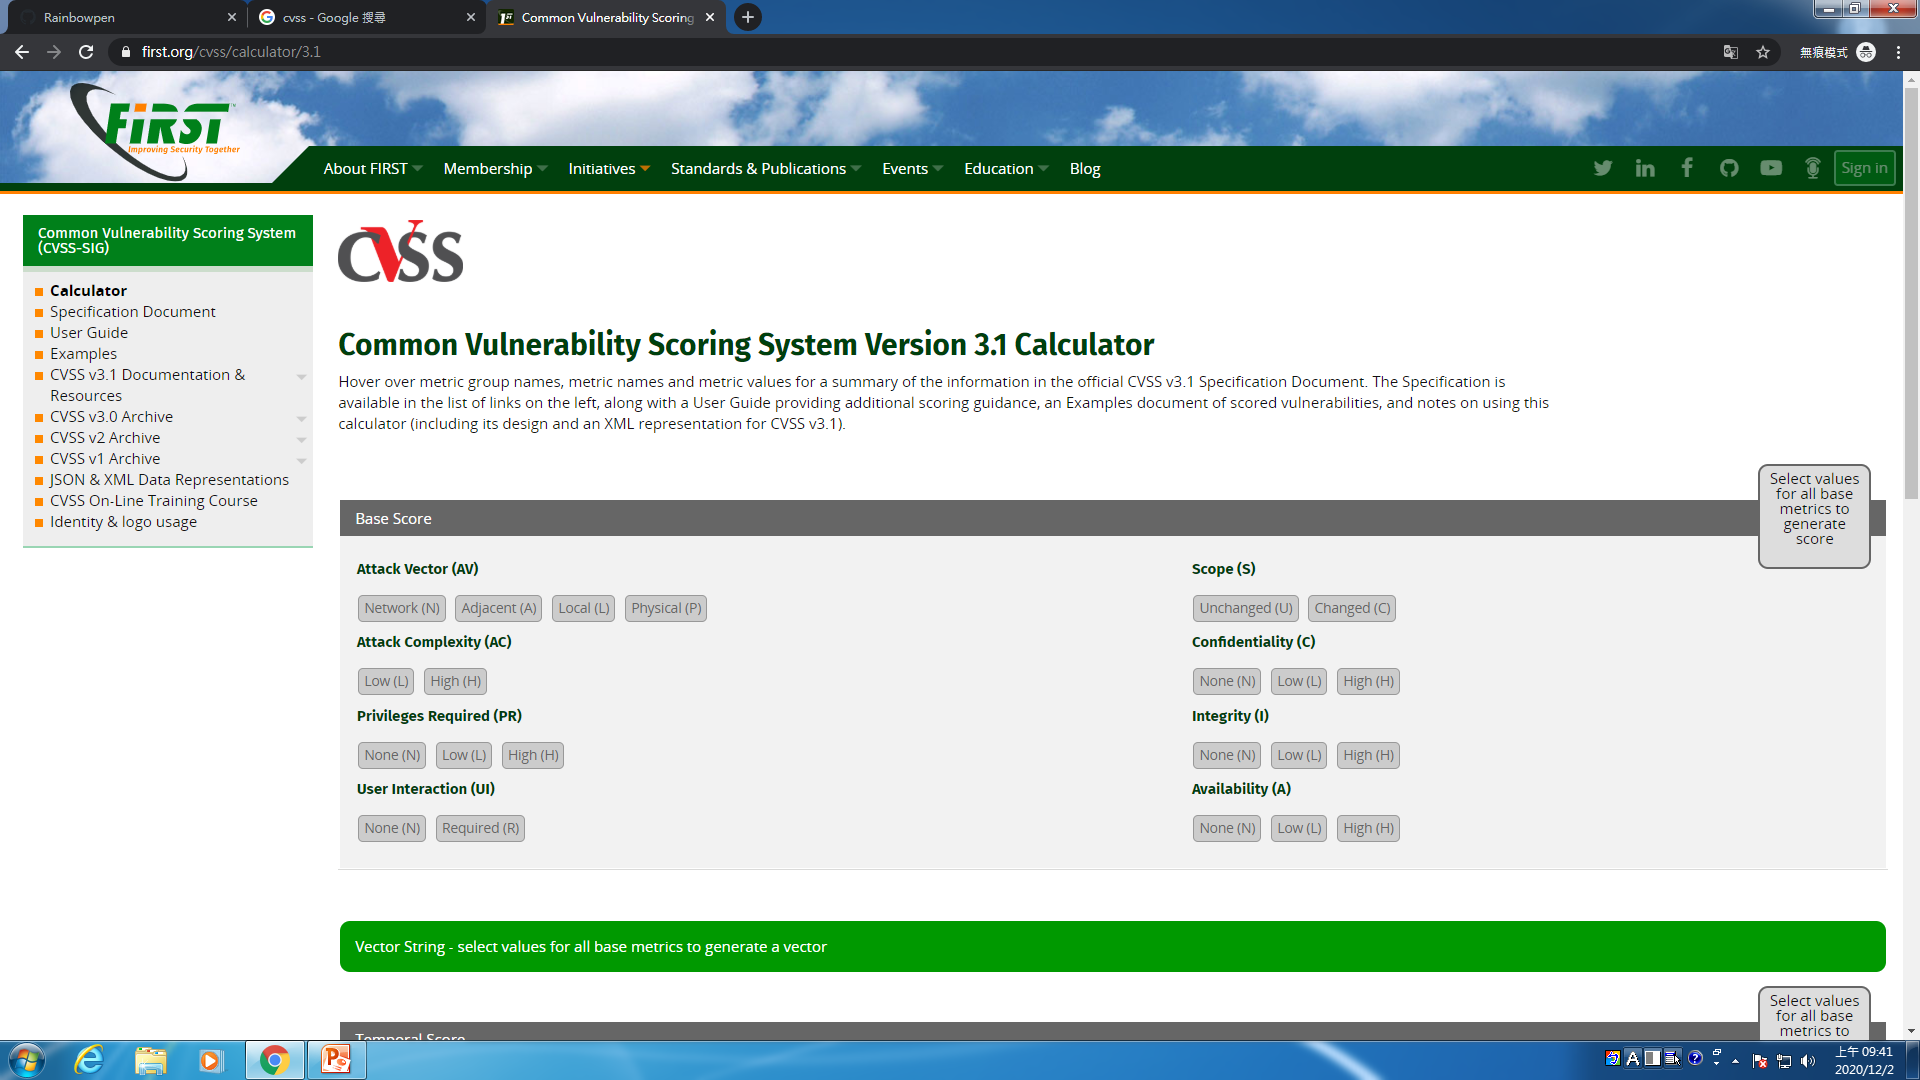 Rainbowpen
cvss - Google 搜尋
Common Vulnerability Scoring
first.org/cvss/calculator/3.1
無痕模式
FIRST
Improving Security Together
About FIRST
Membership
Initiatives
Standards & Publications
Events
Education
Blog
Sign in
Common Vulnerability Scoring System
(CVSS-SIG)
Calculator
Specification Document
User Guide
Examples
CVSS v3.1 Documentation &
Resources
CVSS v3.0 Archive
CVSS v2 Archive
CVSS v1 Archive
JSON & XML Data Representations
CVSS On-Line Training Course
Identity & logo usage
CVSS
Common Vulnerability Scoring System Version 3.1 Calculator
Hover over metric group names, metric names and metric values for a summary of the information in the official CVSS v3.1 Specification Document. The Specification is
available in the list of links on the left, along with a User Guide providing additional scoring guidance, an Examples document of scored vulnerabilities, and notes on using this
calculator (including its design and an XML representation for CVSS v3.1).
Select values
for all base
metrics to
generate
score
Base Score
Attack Vector (AV)
Network (N) Adjacent (A) Local (L) Physical (P)
Attack Complexity (AC)
Low (L) High (H)
Privileges Required (PR)
None (N) Low (L) High (H)
User Interaction (UI)
None (N) Required (R)
Scope (S)
Unchanged (U) Changed (C)
Confidentiality (C)
None (N) Low (L) High (H)
Integrity (I)
None (N) Low (L) High (H)
Availability (A)
None (N) Low (L) High (H)
Vector String - select values for all base metrics to generate a vector
Select values
for all base
metrics to
Temporal Score
A
上午 09:41
2020/12/2